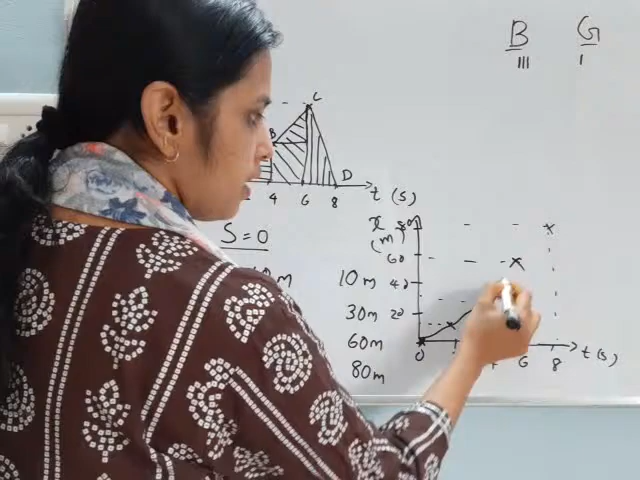 B G
III I
C
B
D
4 6 8 t (s)
S = 0
x 80
(m)
60
10 m 40
30 m 20
60 m
80 m
0 6 8 t (s)